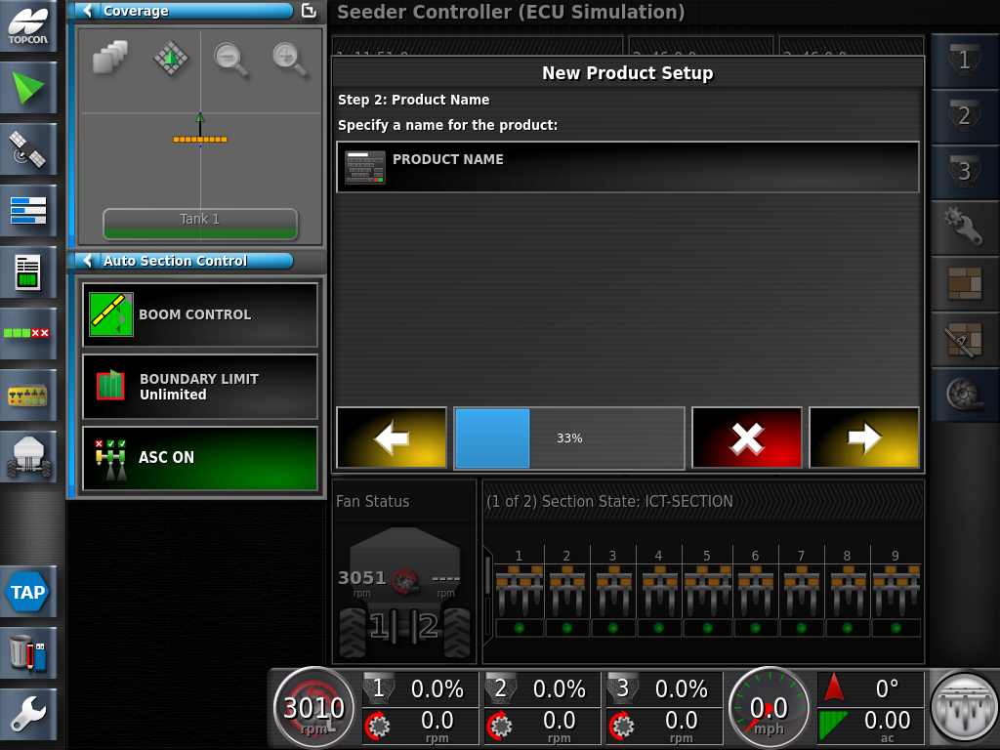 TOPCON
Coverage
Tank 1
Auto Section Control
BOOM CONTROL
BOUNDARY LIMIT
Unlimited
ASC ON
TAP
Seeder Controller (ECU Simulation)
New Product Setup
Step 2: Product Name
Specify a name for the product:
PRODUCT NAME
33%
Fan Status
3051
rpm
----
rpm
1 2
(1 of 2) Section State: ICT-SECTION
1 2 3 4 5 6 7 8 9
1
2
3
3010
rpm
1
1 0.0%
0.0
rpm
2 0.0%
0.0
rpm
3 0.0%
0.0
rpm
0.0
mph
0°
0.00
ac